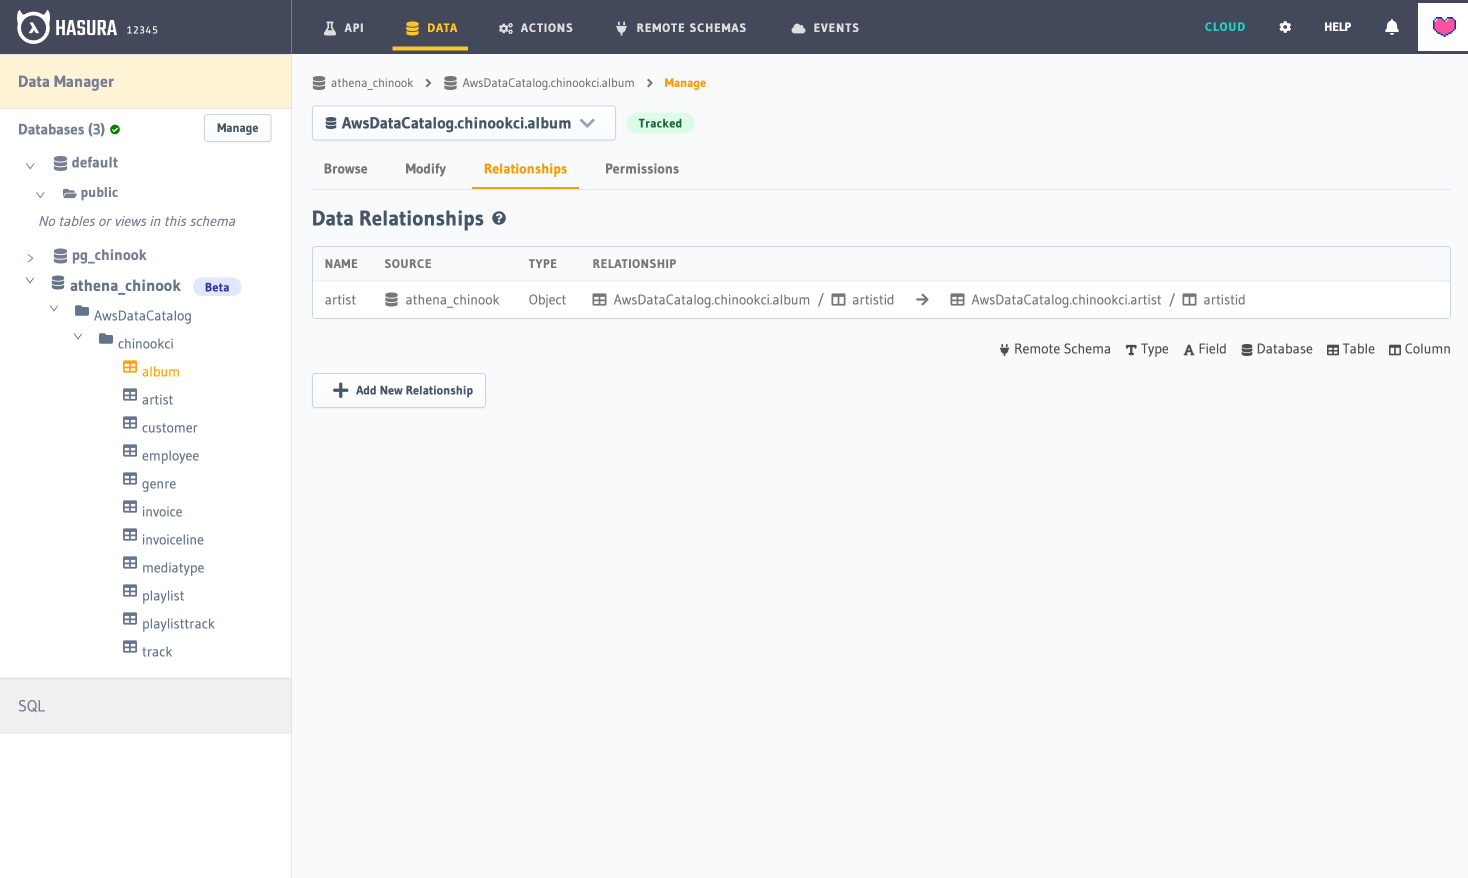 HASURA 12345
API
DATA
ACTIONS
REMOTE SCHEMAS
EVENTS
CLOUD
HELP
Data Manager
Databases (3)
Manage
default
public
No tables or views in this schema
pg_chinook
athena_chinook Beta
AwsDataCatalog
chinookci
album
artist
customer
employee
genre
invoice
invoiceline
mediatype
playlist
playlisttrack
track
SQL
athena_chinook > AwsDataCatalog.chinookci.album > Manage
AwsDataCatalog.chinookci.album
Tracked
Browse Modify Relationships Permissions
Data Relationships
NAME SOURCE TYPE RELATIONSHIP
artist athena_chinook Object AwsDataCatalog.chinookci.album / artistid → AwsDataCatalog.chinookci.artist / artistid
Remote Schema Type Field Database Table Column
Add New Relationship